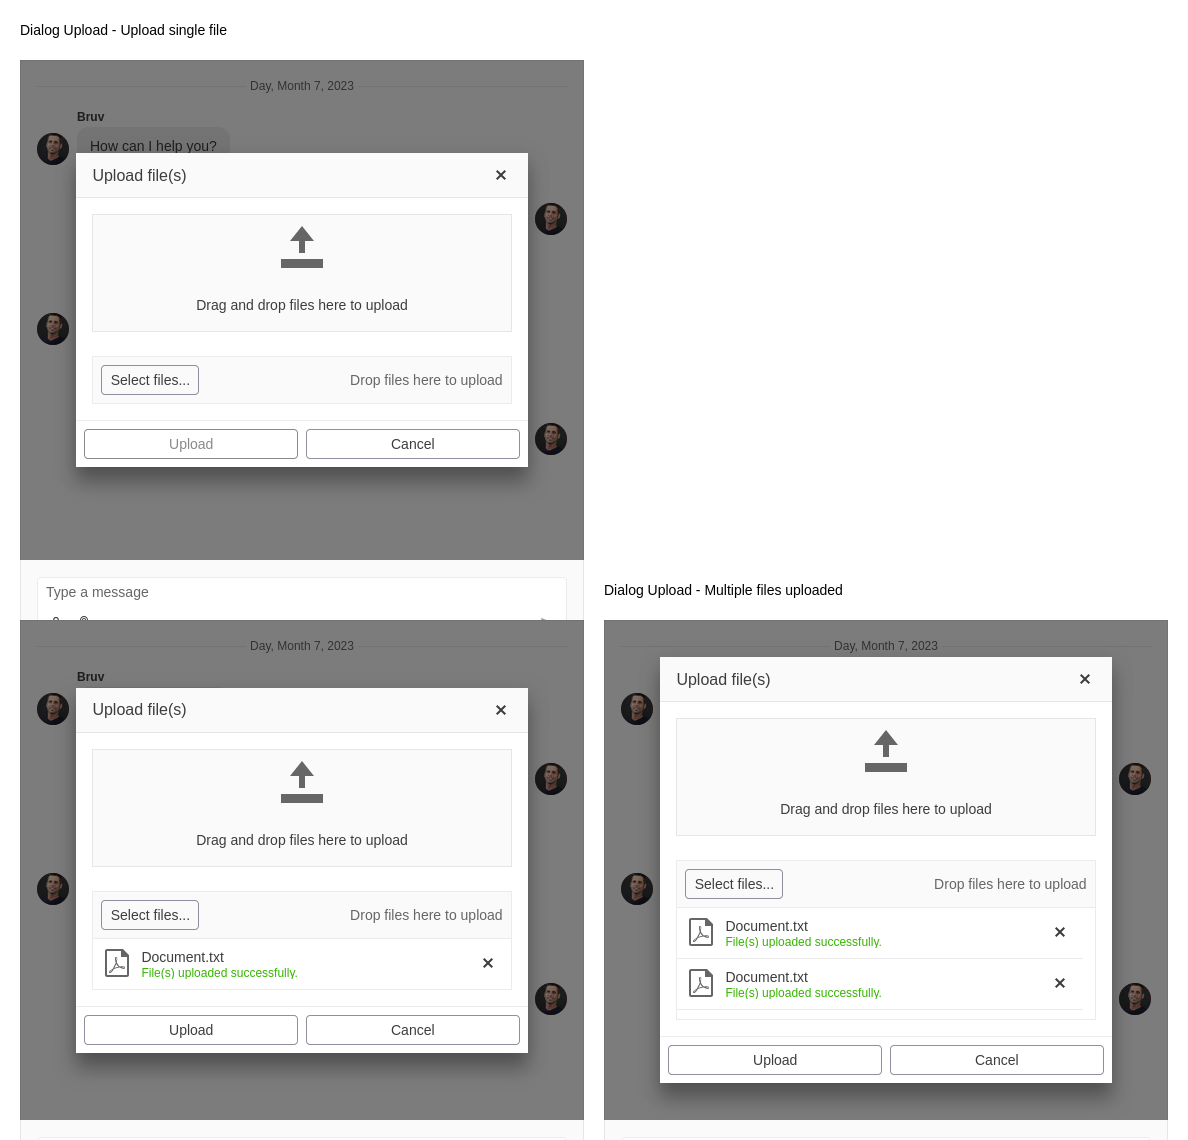 Dialog Upload - Upload single file
Day, Month 7, 2023
Bruv
How can I help you?
Upload file(s)
Drag and drop files here to upload
Select files...
Drop files here to upload
Upload
Cancel
Type a message
Day, Month 7, 2023
Bruv
Upload file(s)
Drag and drop files here to upload
Select files...
Drop files here to upload
Document.txt
File(s) uploaded successfully.
Upload
Cancel
Dialog Upload - Multiple files uploaded
Day, Month 7, 2023
Upload file(s)
Drag and drop files here to upload
Select files...
Drop files here to upload
Document.txt
File(s) uploaded successfully.
Document.txt
File(s) uploaded successfully.
Upload
Cancel